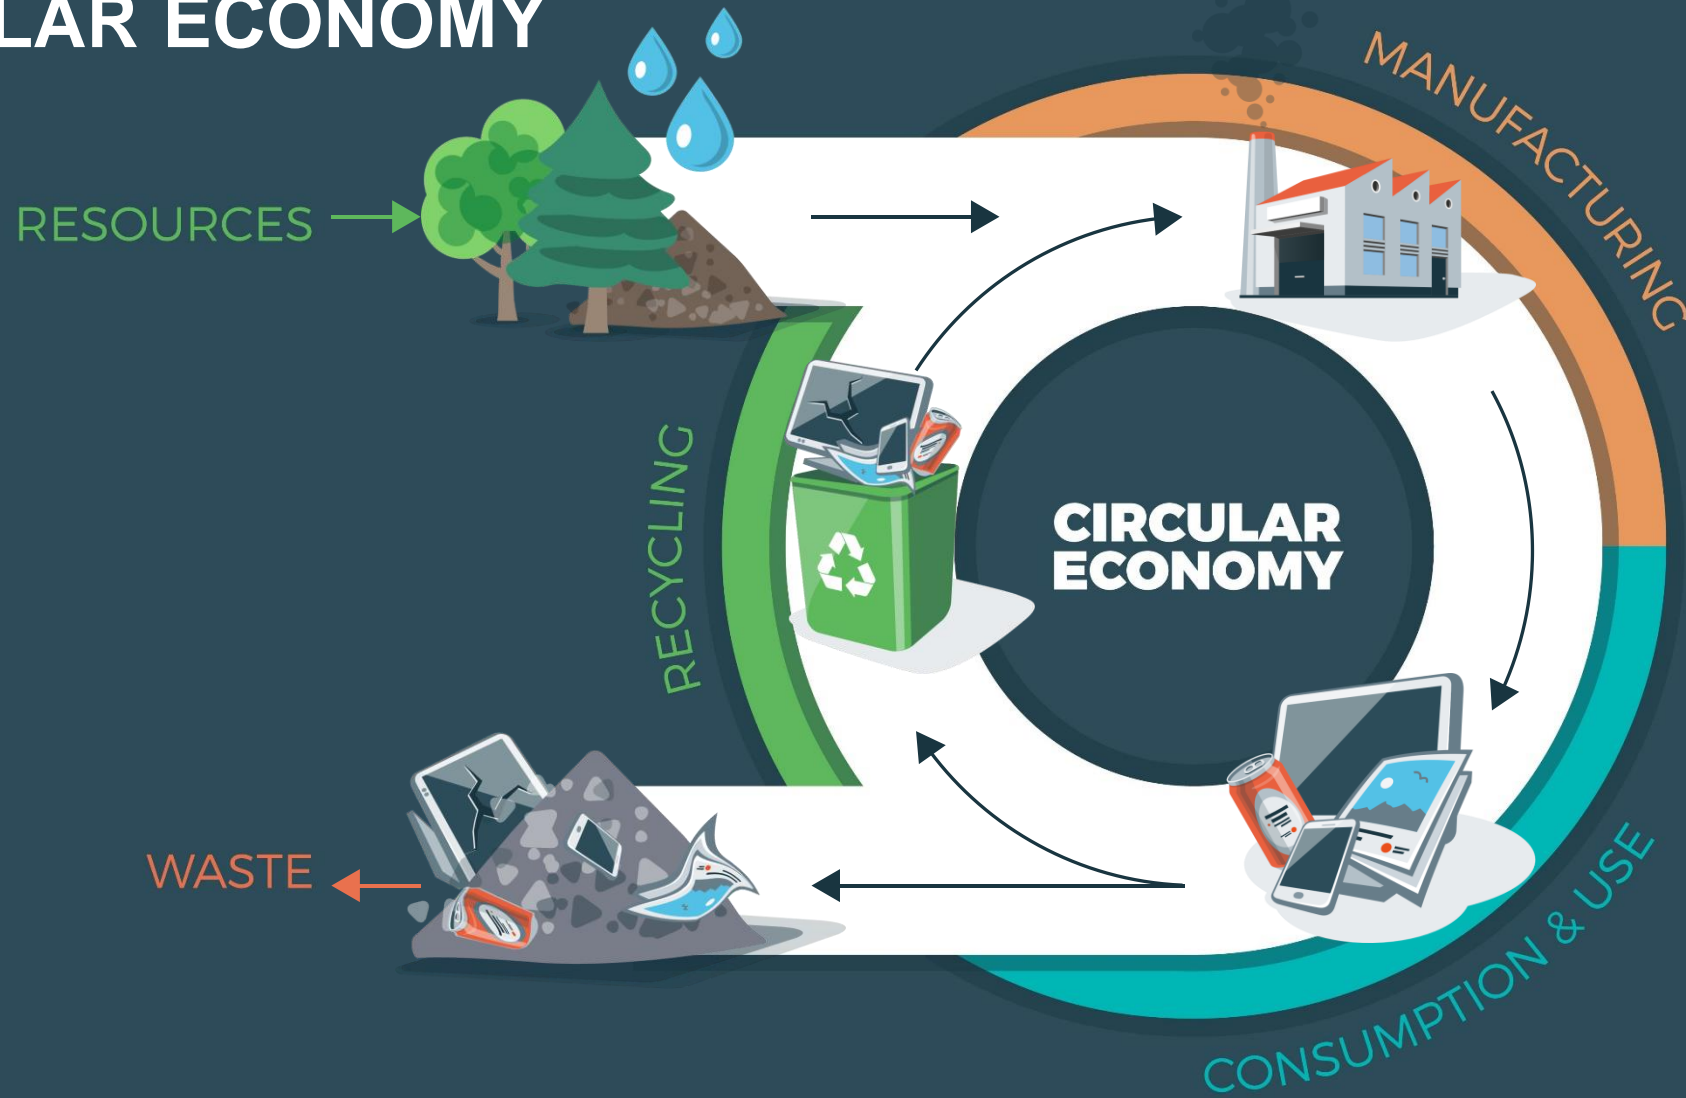 LAR ECONOMY
MANUFACTURING
RESOURCES
RECYCLING
CIRCULAR
ECONOMY
WASTE
CONSUMPTION & USE